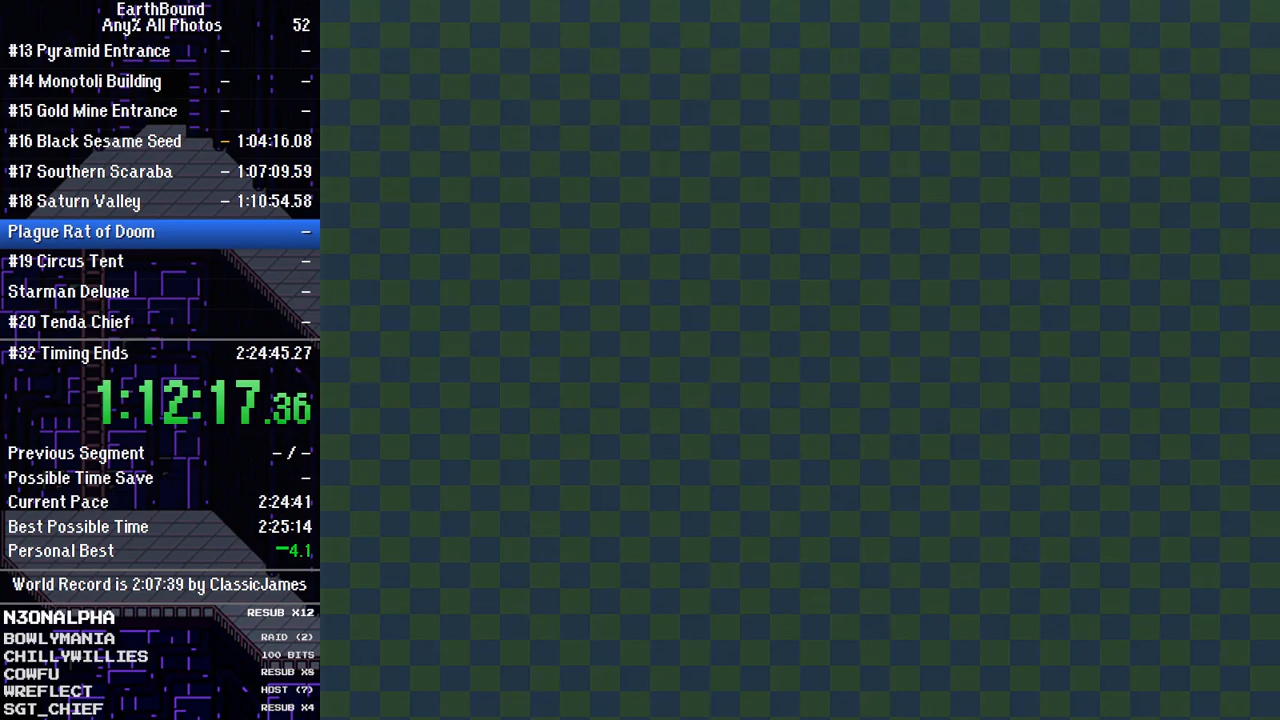 EarthBound
Any% All Photos 52
#13 Pyramid Entrance – –
#14 Monotoli Building – –
#15 Gold Mine Entrance – –
#16 Black Sesame Seed – 1:04:16.08
#17 Southern Scaraba – 1:07:09.59
#18 Saturn Valley – 1:10:54.58
Plague Rat of Doom –
#19 Circus Tent –
Starman Deluxe –
#20 Tenda Chief –
#32 Timing Ends 2:24:45.27
1:12:17.36
Previous Segment – / –
Possible Time Save –
Current Pace 2:24:41
Best Possible Time 2:25:14
Personal Best −4.1
World Record is 2:07:39 by ClassicJames
N3ONALPHA RESUB X12
BOWLYMANIA RAID (2)
CHILLYWILLIES 100 BITS
COWFU RESUB X8
WREFLECT HOST (7)
SGT_CHIEF RESUB X4